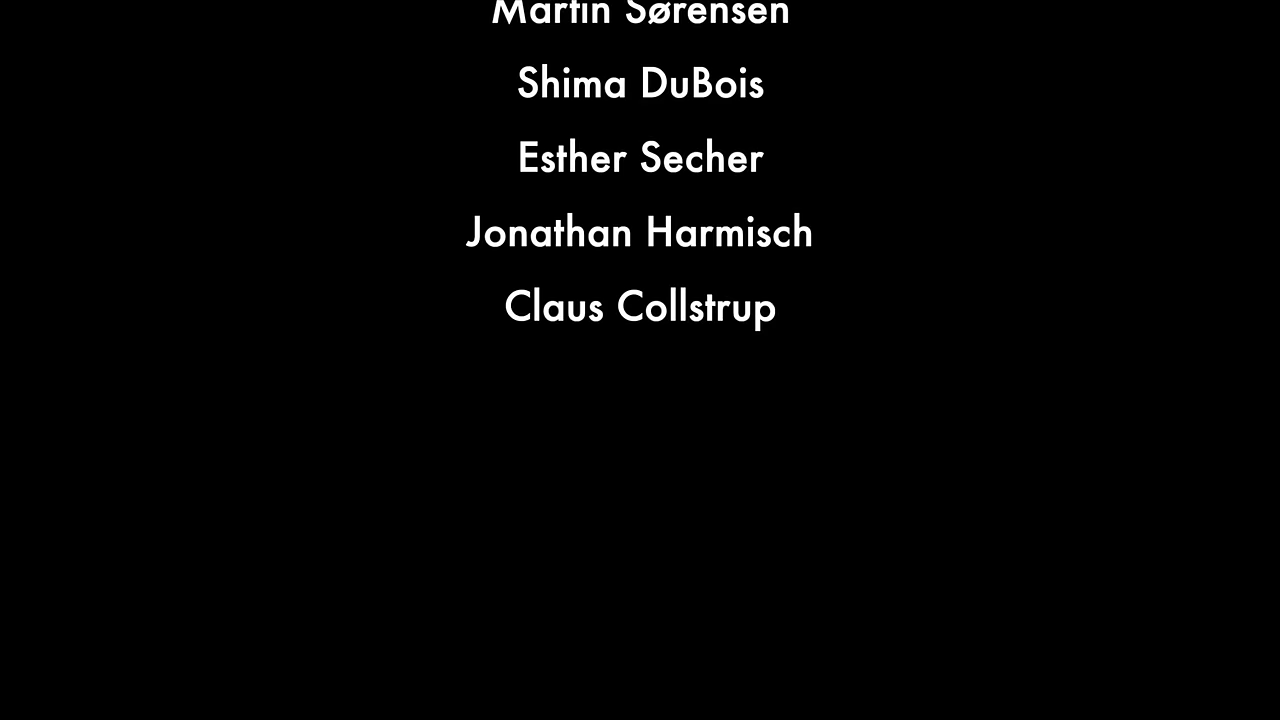 Martin Sørensen
Shima DuBois
Esther Secher
Jonathan Harmisch
Claus Collstrup